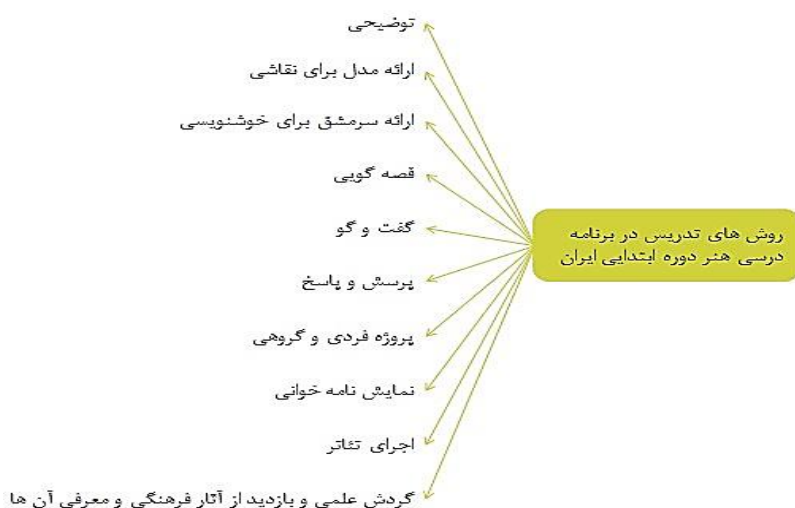 توضیحی
ارائه مدل برای نقاشی
ارائه سرمشق برای خوشنویسی
قصه گویی
گفت و گو
پرسش و پاسخ
پروژه فردی و گروهی
نمایش نامه خوانی
اجرای تئاتر
گردش علمی و بازدید از آثار فرهنگی و معرفی آن ها
روش های تدریس در برنامه
درسی هنر دوره ابتدایی ایران